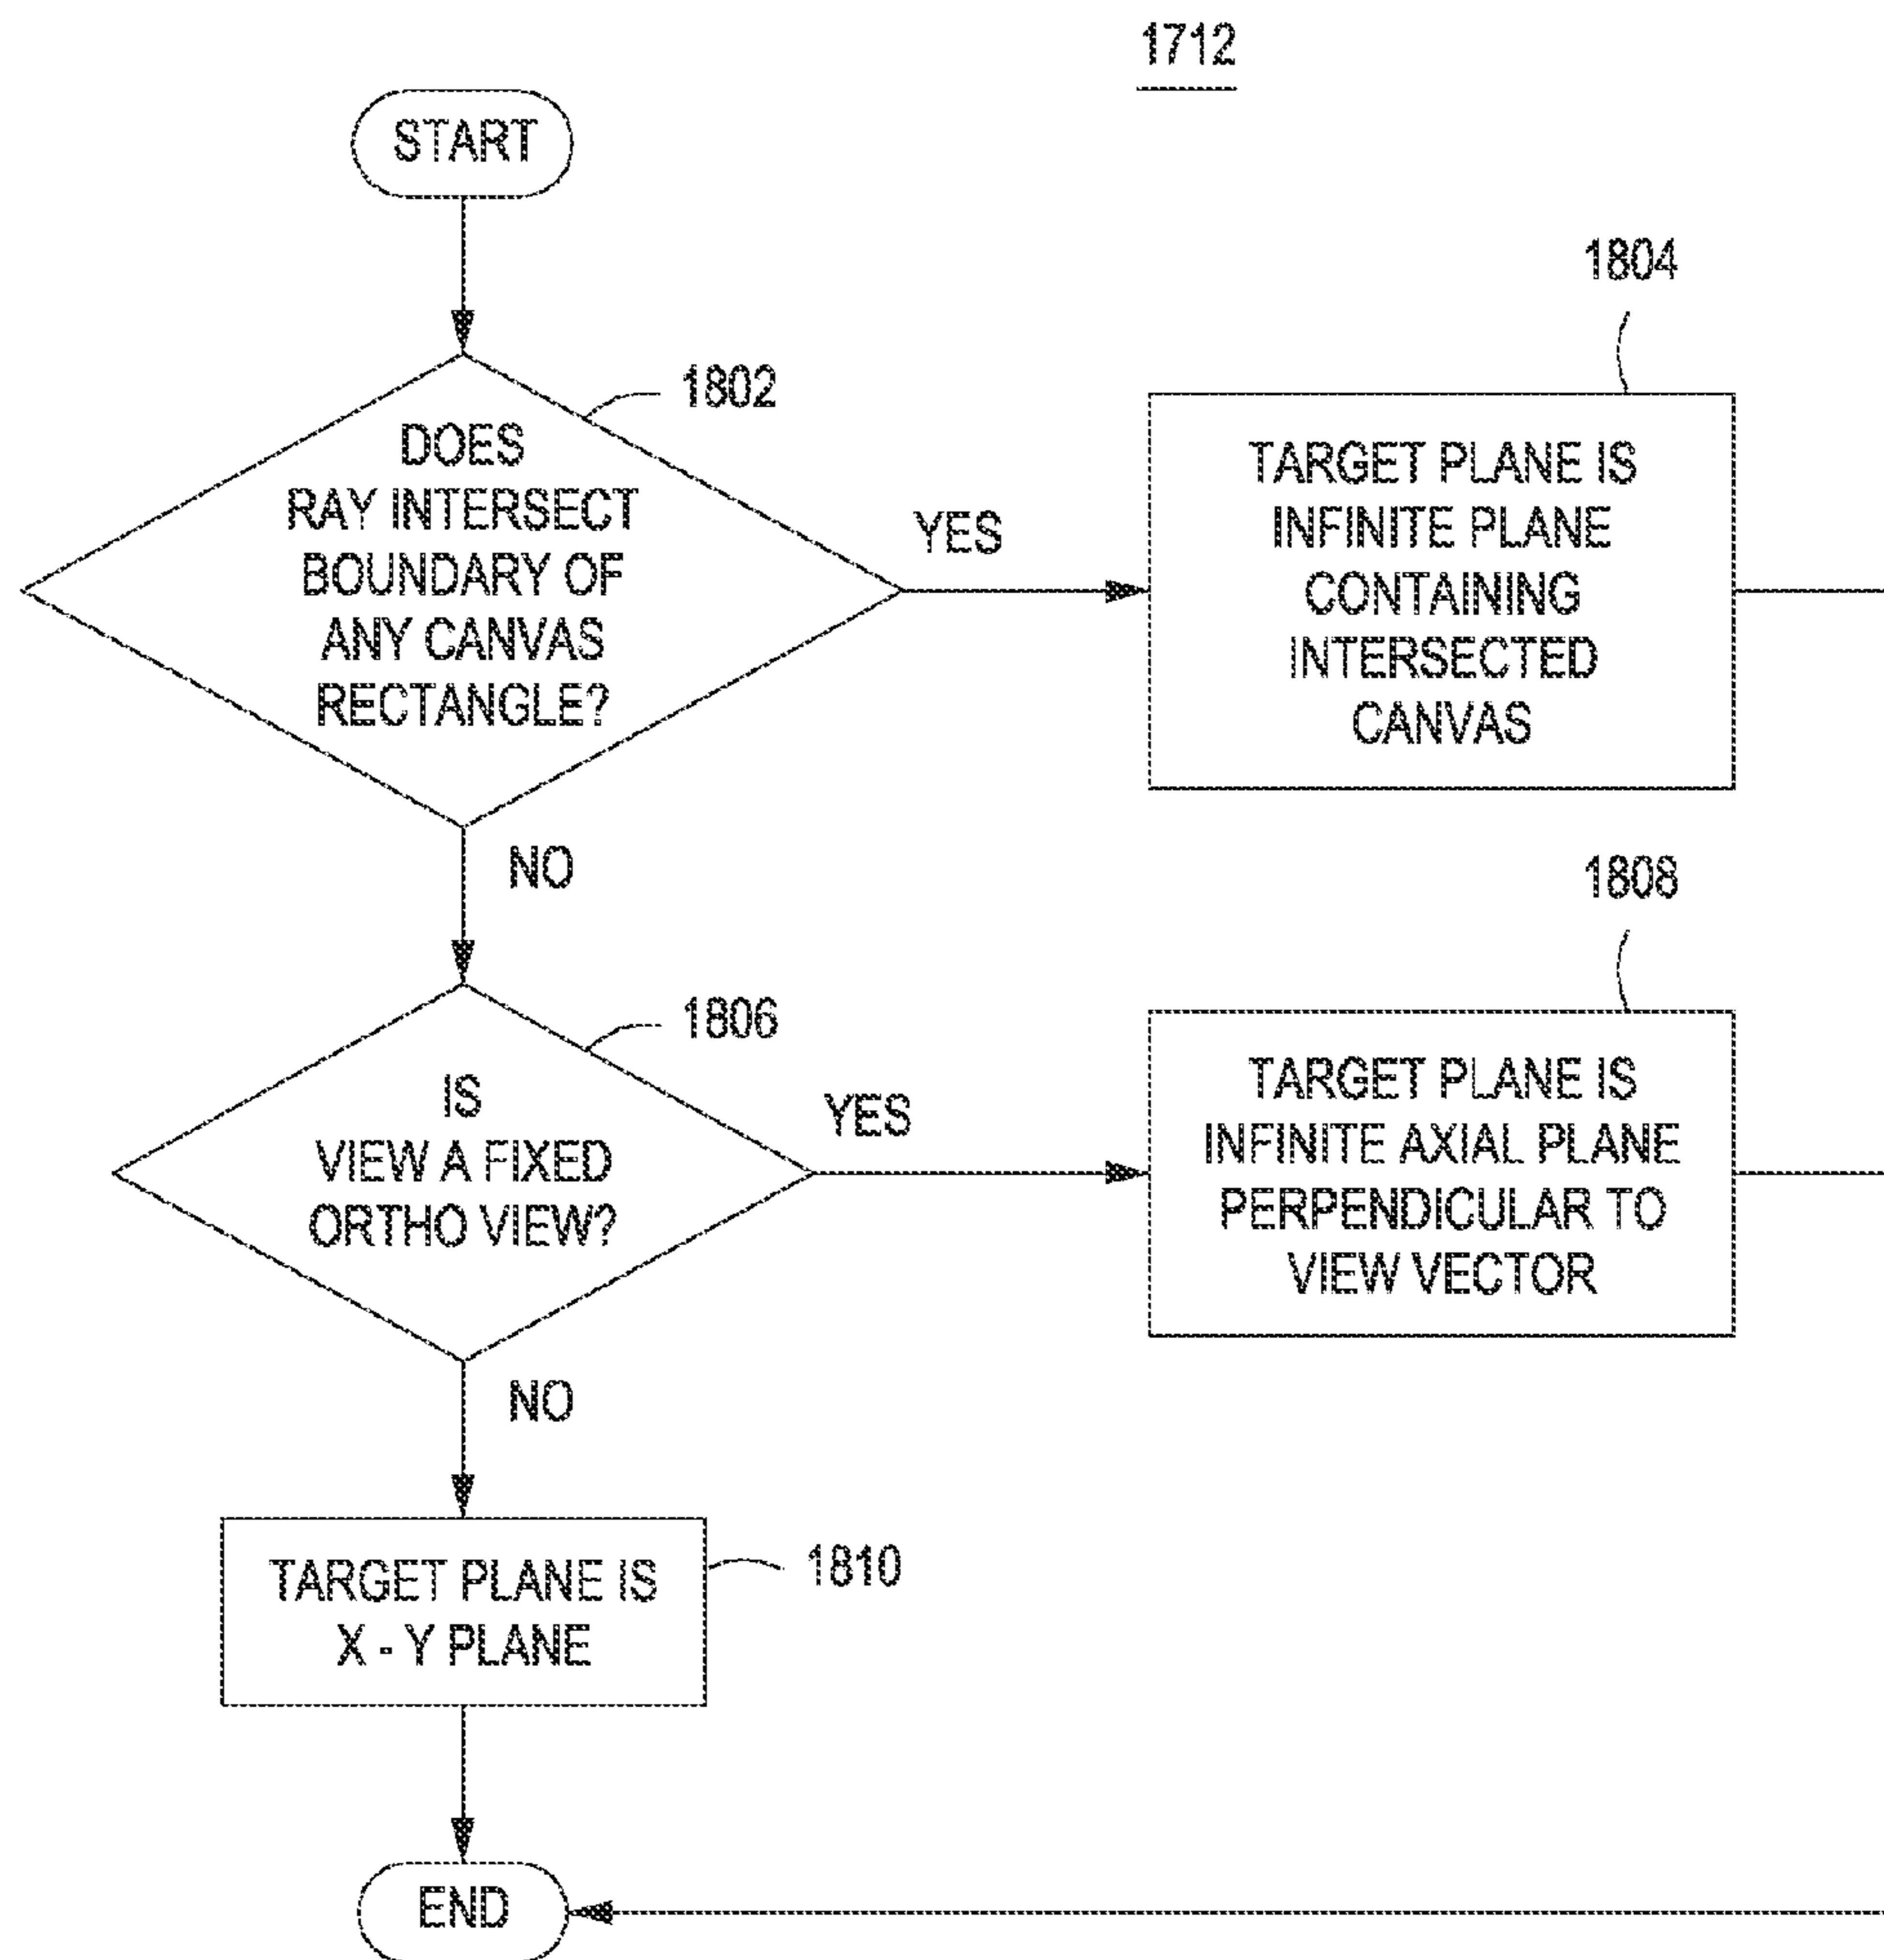 1712
START
1802
DOES
RAY INTERSECT
BOUNDARY OF
ANY CANVAS
RECTANGLE?
YES
1804
TARGET PLANE IS
INFINITE PLANE
CONTAINING
INTERSECTED
CANVAS
NO
1806
IS
VIEW A FIXED
ORTHO VIEW?
YES
1808
TARGET PLANE IS
INFINITE AXIAL PLANE
PERPENDICULAR TO
VIEW VECTOR
NO
TARGET PLANE IS
X - Y PLANE
1810
END